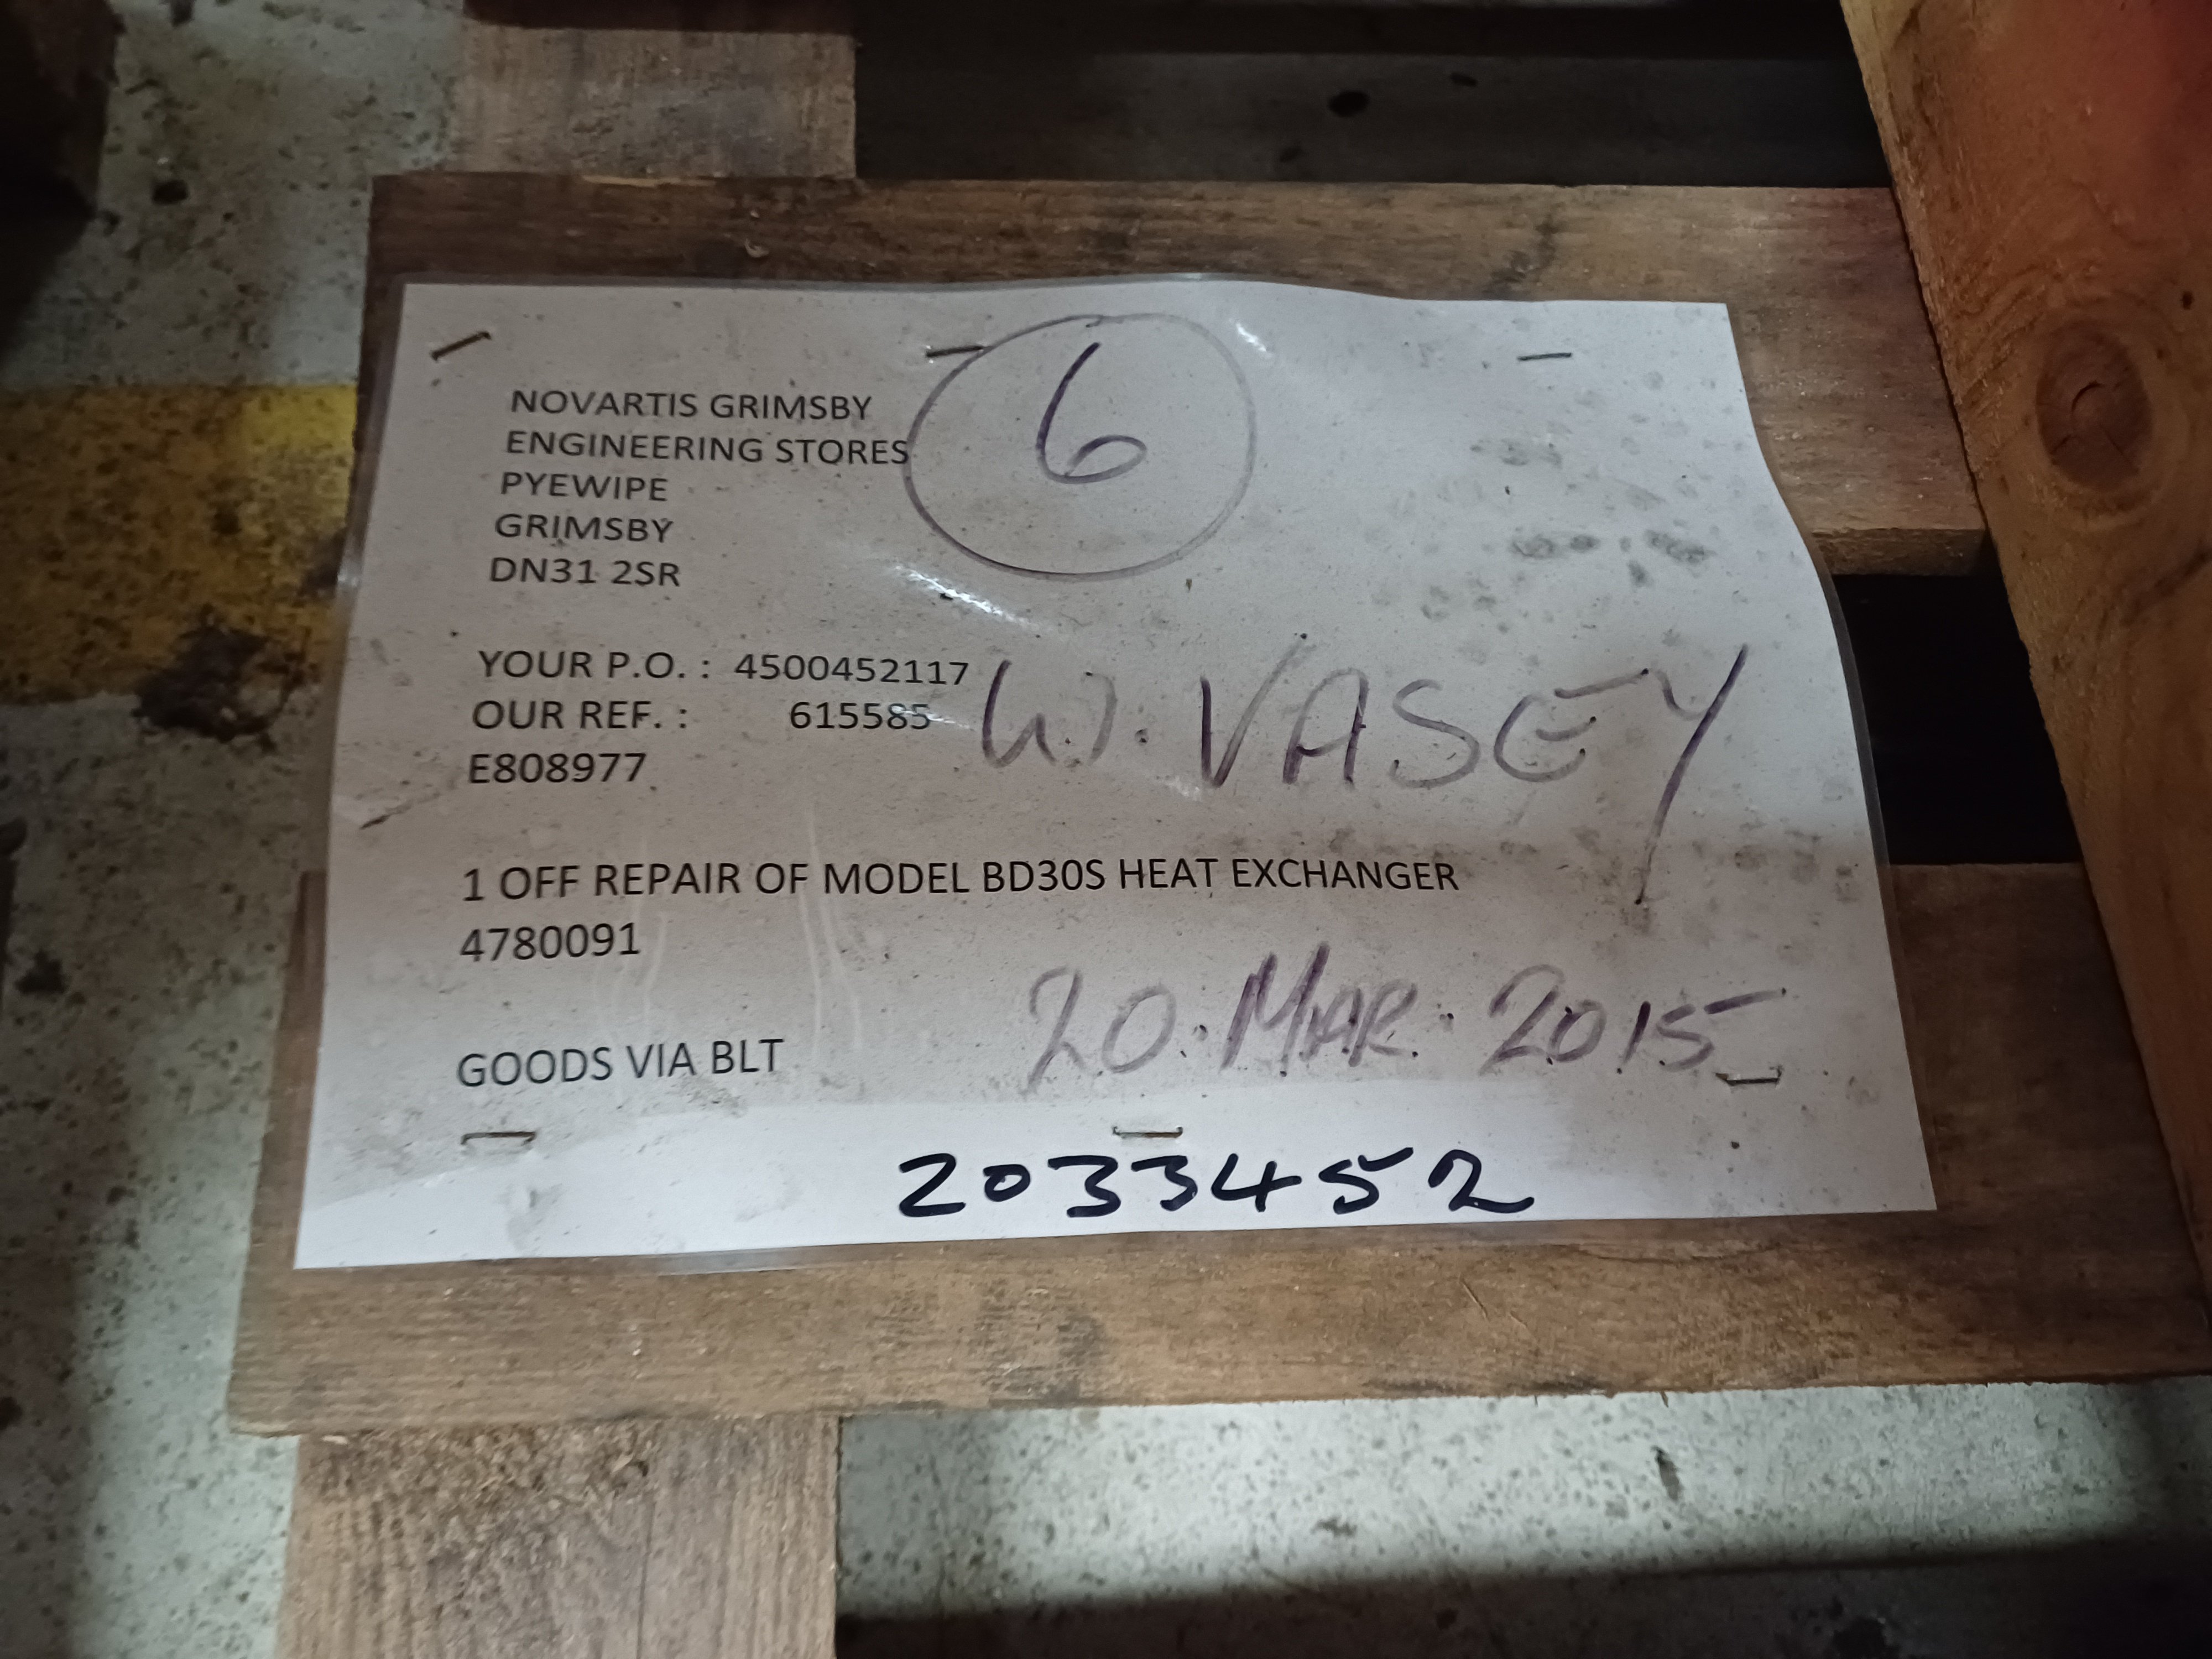 NOVARTIS GRIMSBY
ENGINEERING STORES
PYEWIPE
GRIMSBY
DN31 2SR
6
YOUR P.O. : 4500452117
OUR REF. : 615585
E808977
W. VASEY
1 OFF REPAIR OF MODEL BD30S HEAT EXCHANGER
4780091
20. MAR. 2015
GOODS VIA BLT
2033452